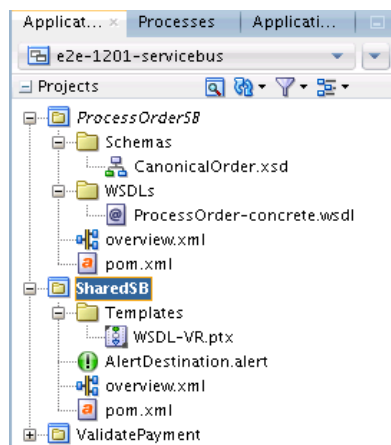 Applicat... Processes Applicati...
e2e-1201-servicebus
Projects
ProcessOrderSB
Schemas
CanonicalOrder.xsd
WSDLs
ProcessOrder-concrete.wsdl
overview.xml
pom.xml
SharedSB
Templates
WSDL-VR.ptx
AlertDestination.alert
overview.xml
pom.xml
ValidatePayment